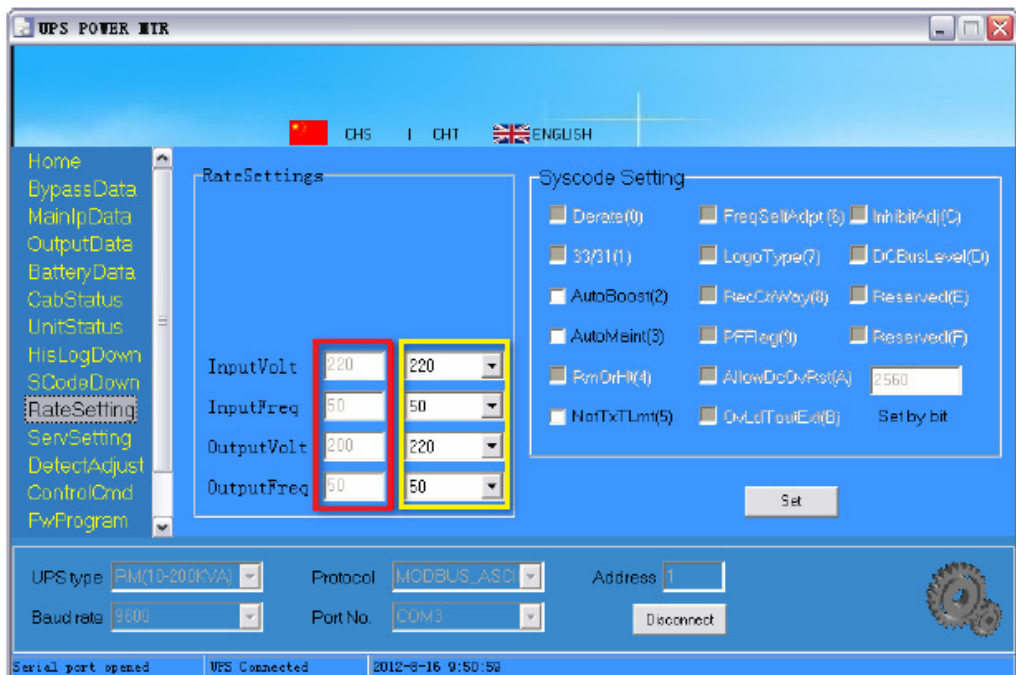 UPS POWER MTR
CHS | CHT ENGLISH
Home
BypassData
MainIpData
OutputData
BatteryData
CabStatus
UnitStatus
HisLogDown
SCodeDown
RateSetting
ServSetting
DetectAdjust
ControlCmd
FwProgram
RateSettings
InputVolt 220 220
InputFreq 50 50
OutputVolt 200 220
OutputFreq 50 50
Syscode Setting
Derate(0) FreqSelfAdpt(6) InhibitAdj(C)
33/31(1) LogoType(7) DCBusLevel(D)
AutoBoost(2) RecCtrWay(8) Reserved(E)
AutoMaint(3) PFFlag(9) Reserved(F)
RmOrHi(4) AllowDcOvRst(A) 2560
NotTxTLmt(5) OvLdToutExt(B) Set by bit
Set
UPS type RM(10-200KVA) Protocol MODBUS_ASCI Address 1
Baud rate 9600 Port No. COM3 Disconnect
Serial port opened UPS Connected 2012-8-16 9:50:59